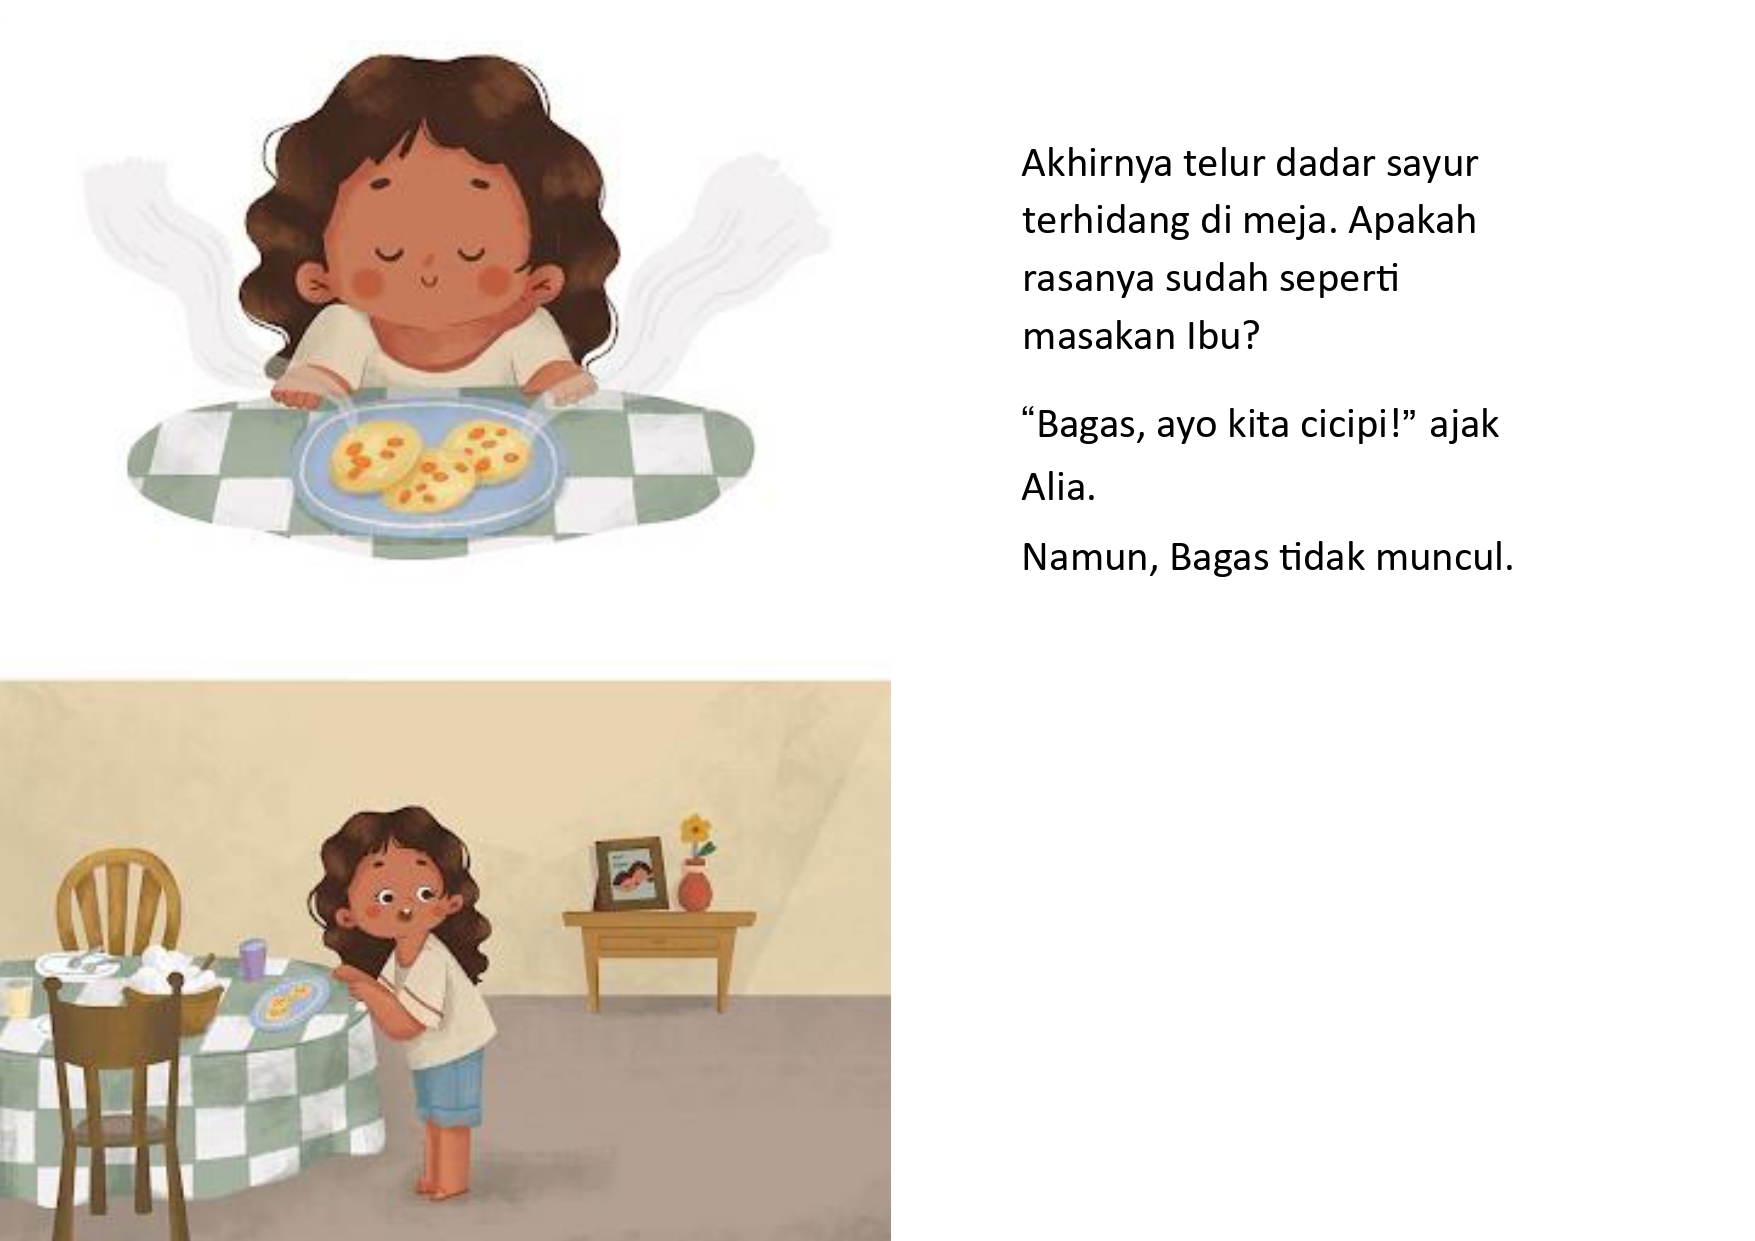 Akhirnya telur dadar sayur
terhidang di meja. Apakah
rasanya sudah seperti
masakan Ibu?
“Bagas, ayo kita cicipi!” ajak
Alia.
Namun, Bagas tidak muncul.